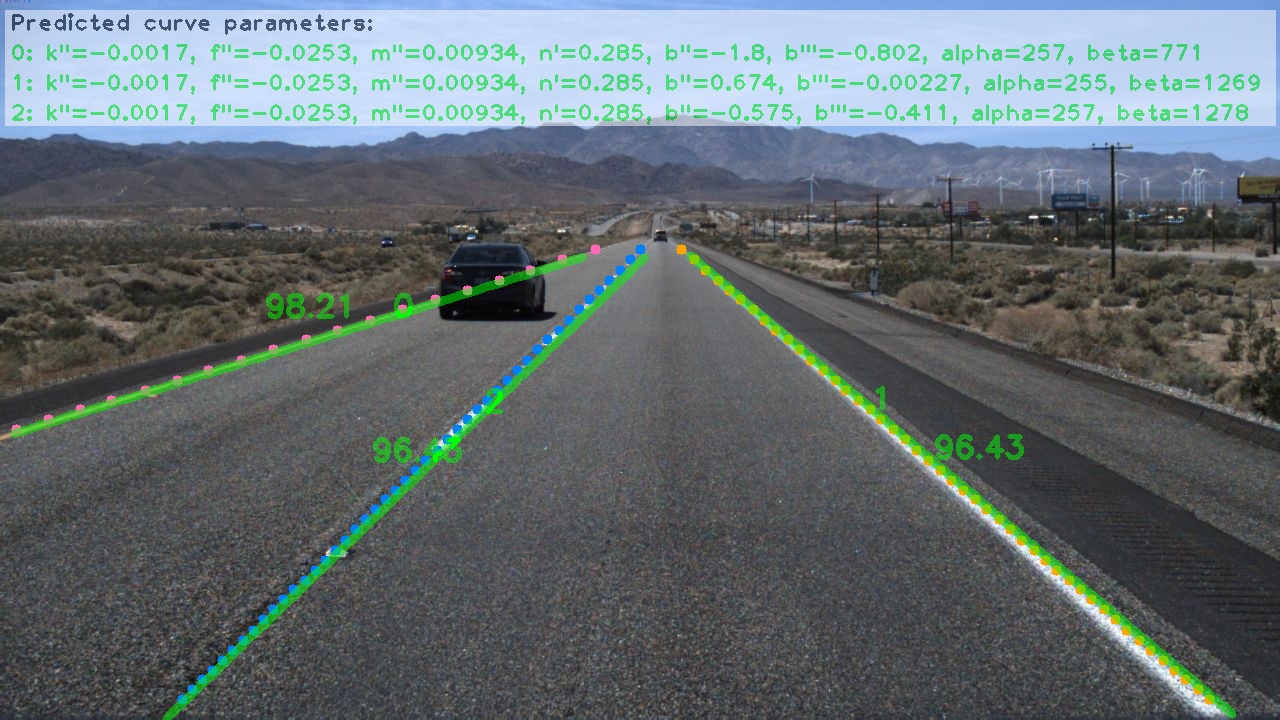 Predicted curve parameters:
0: k''=-0.0017, f''=-0.0253, m''=0.00934, n'=0.285, b''=-1.8, b'''=-0.802, alpha=257, beta=771
1: k''=-0.0017, f''=-0.0253, m''=0.00934, n'=0.285, b''=0.674, b'''=-0.00227, alpha=255, beta=1269
2: k''=-0.0017, f''=-0.0253, m''=0.00934, n'=0.285, b''=-0.575, b'''=-0.411, alpha=257, beta=1278
98.21 0
2 1
96.43